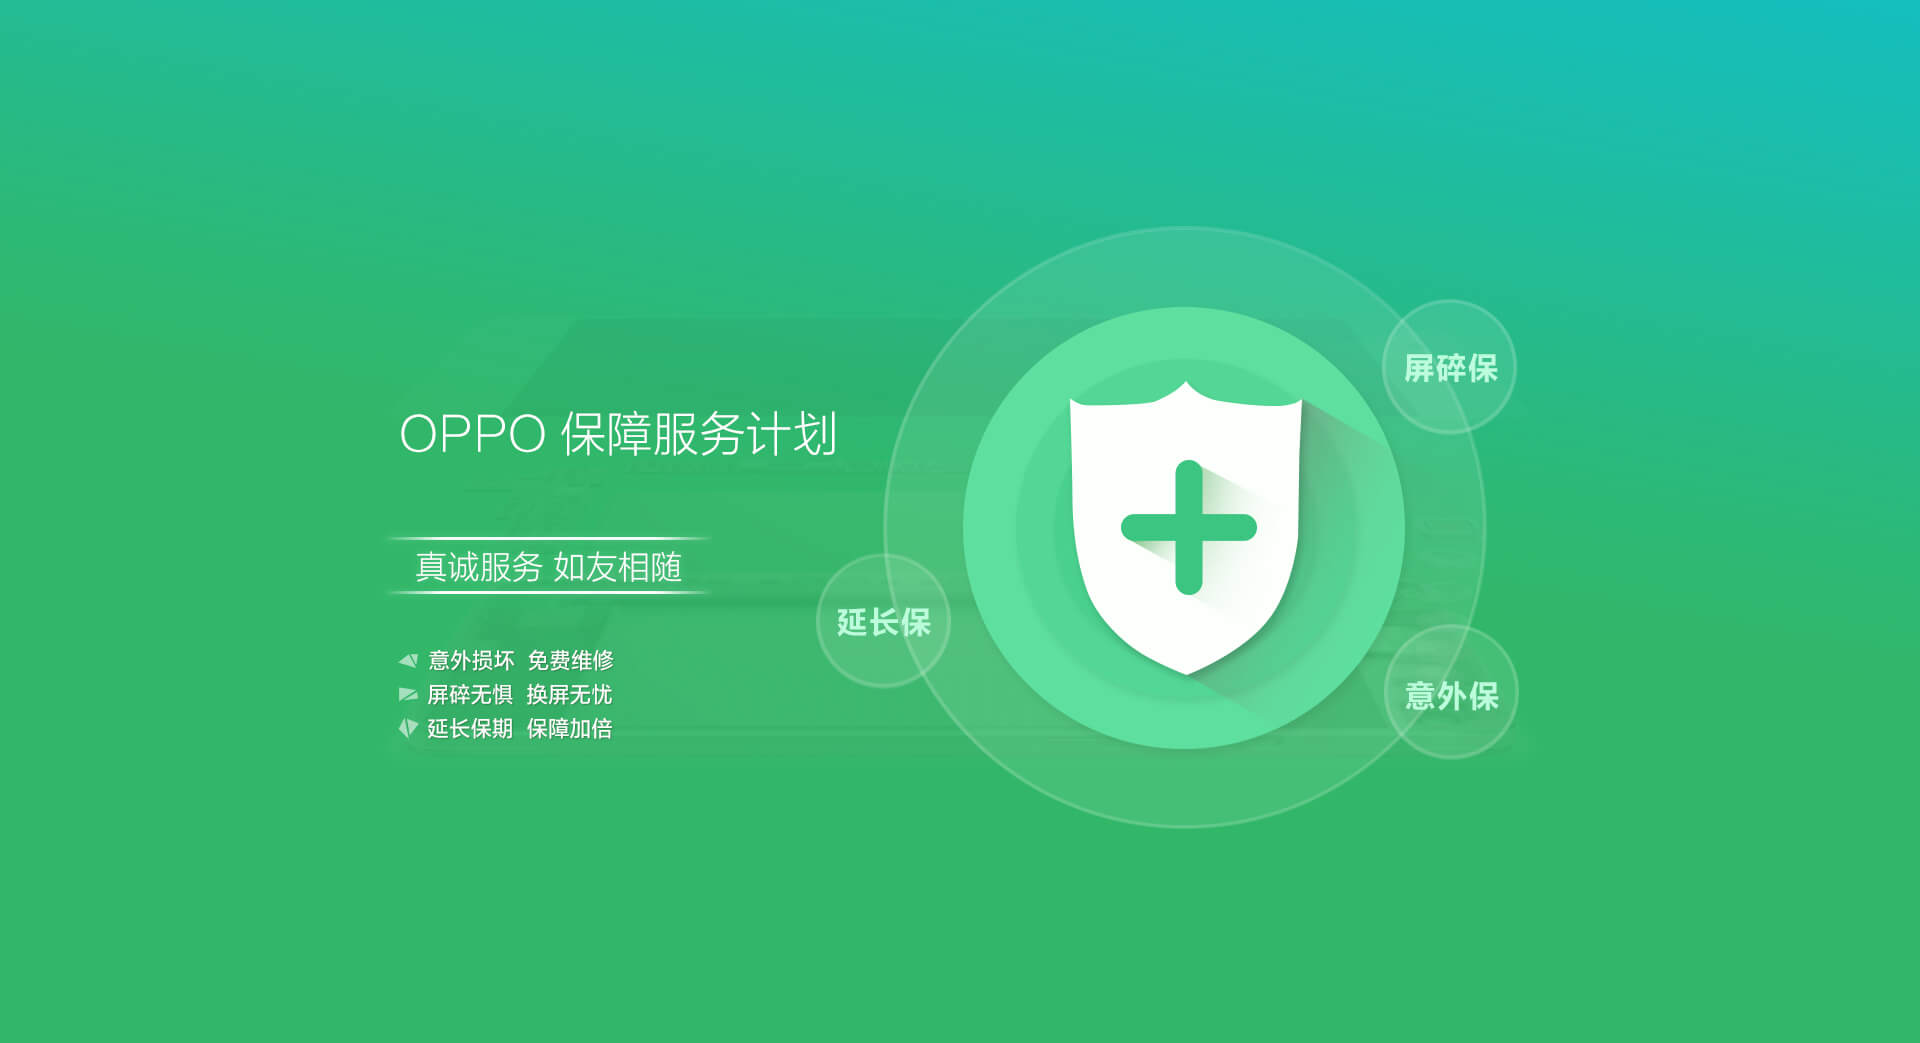 OPPO 保障服务计划
真诚服务 如友相随
意外损坏 免费维修
屏碎无惧 换屏无忧
延长保期 保障加倍
屏碎保
延长保
意外保